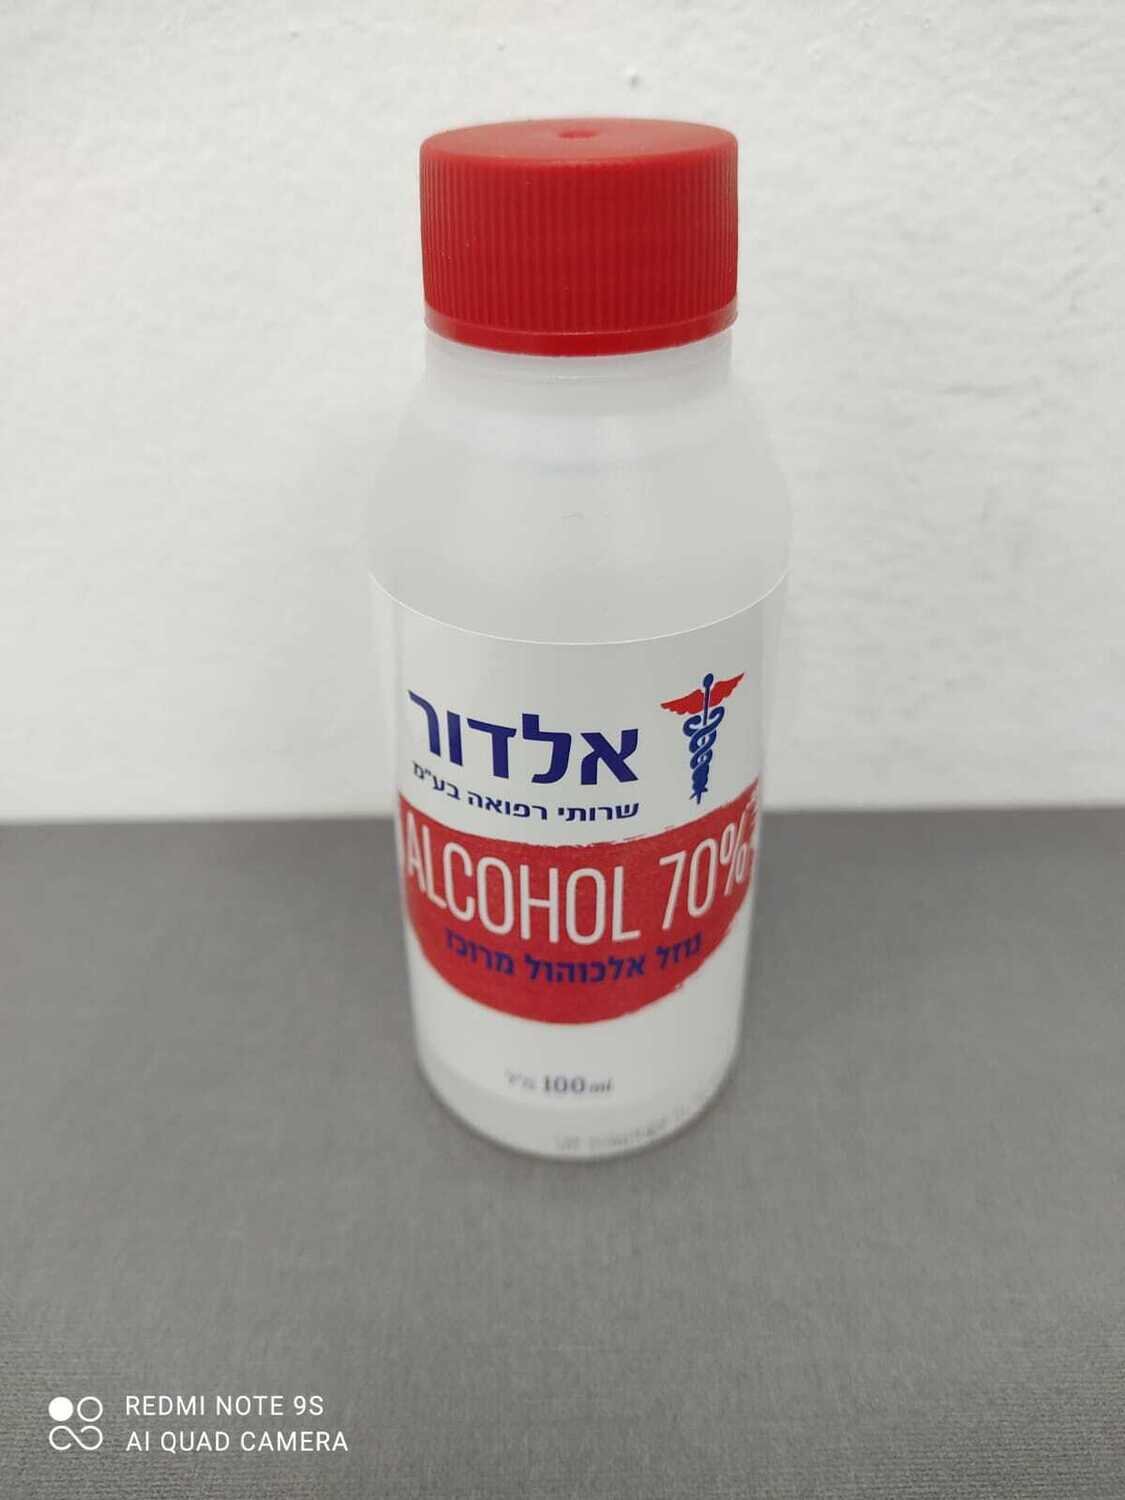 אלדור
שרותי רפואה בע"מ
ALCOHOL 70%
נוזל אלכוהול מרוכז
100ml מ"ל
REDMI NOTE 9S
AI QUAD CAMERA